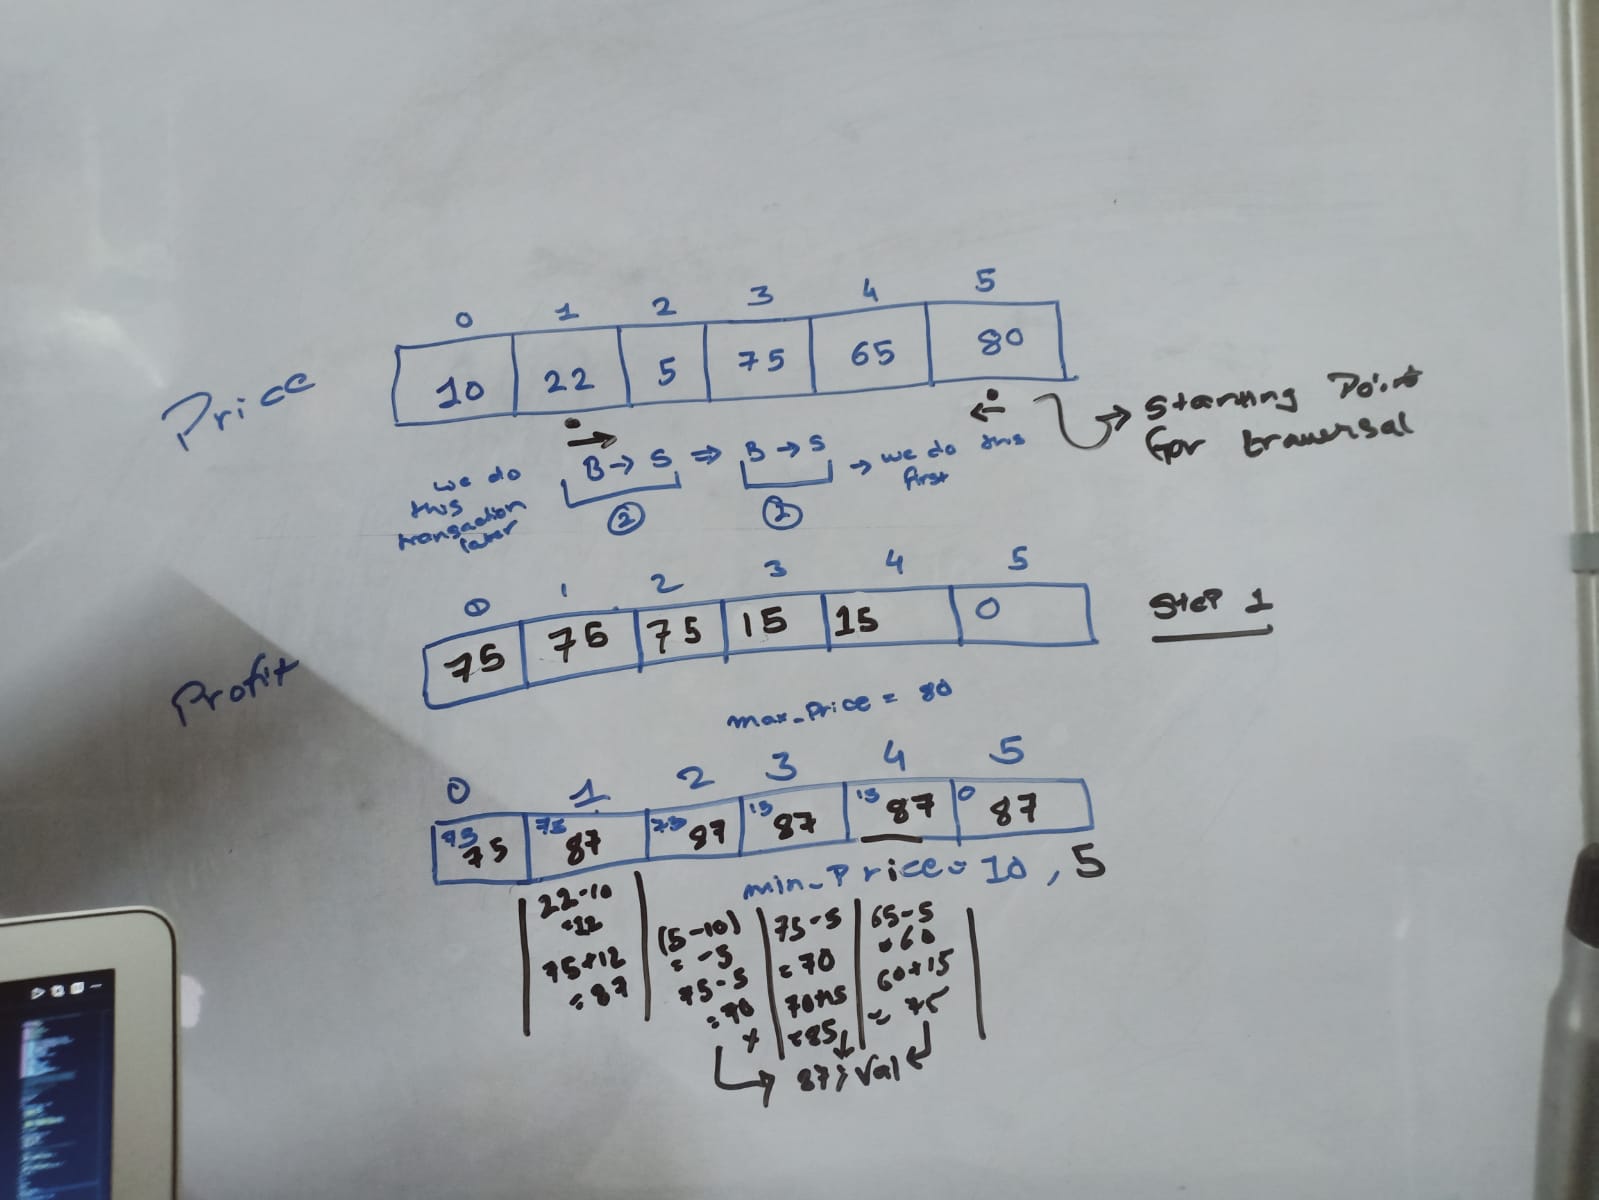 0 1 2 3 4 5
Price 10 22 5 75 65 80
Starting Point
for traversal
we do
this
transaction
later
B→S ⇒ B→S → we do this
first
② ①
0 1 2 3 4 5
Profit 75 75 75 15 15 0
Step 1
max_Price = 80
0 1 2 3 4 5
75 75 75 15 15 0
75 87 87 87 87 87
min_Price = 10, 5
22-10
=12
75+12
=87
(5-10)
= -5
75-5
=70
x
75-5
=70
70+15
=85
65-5
=60
60+15
= 75
87 > Val